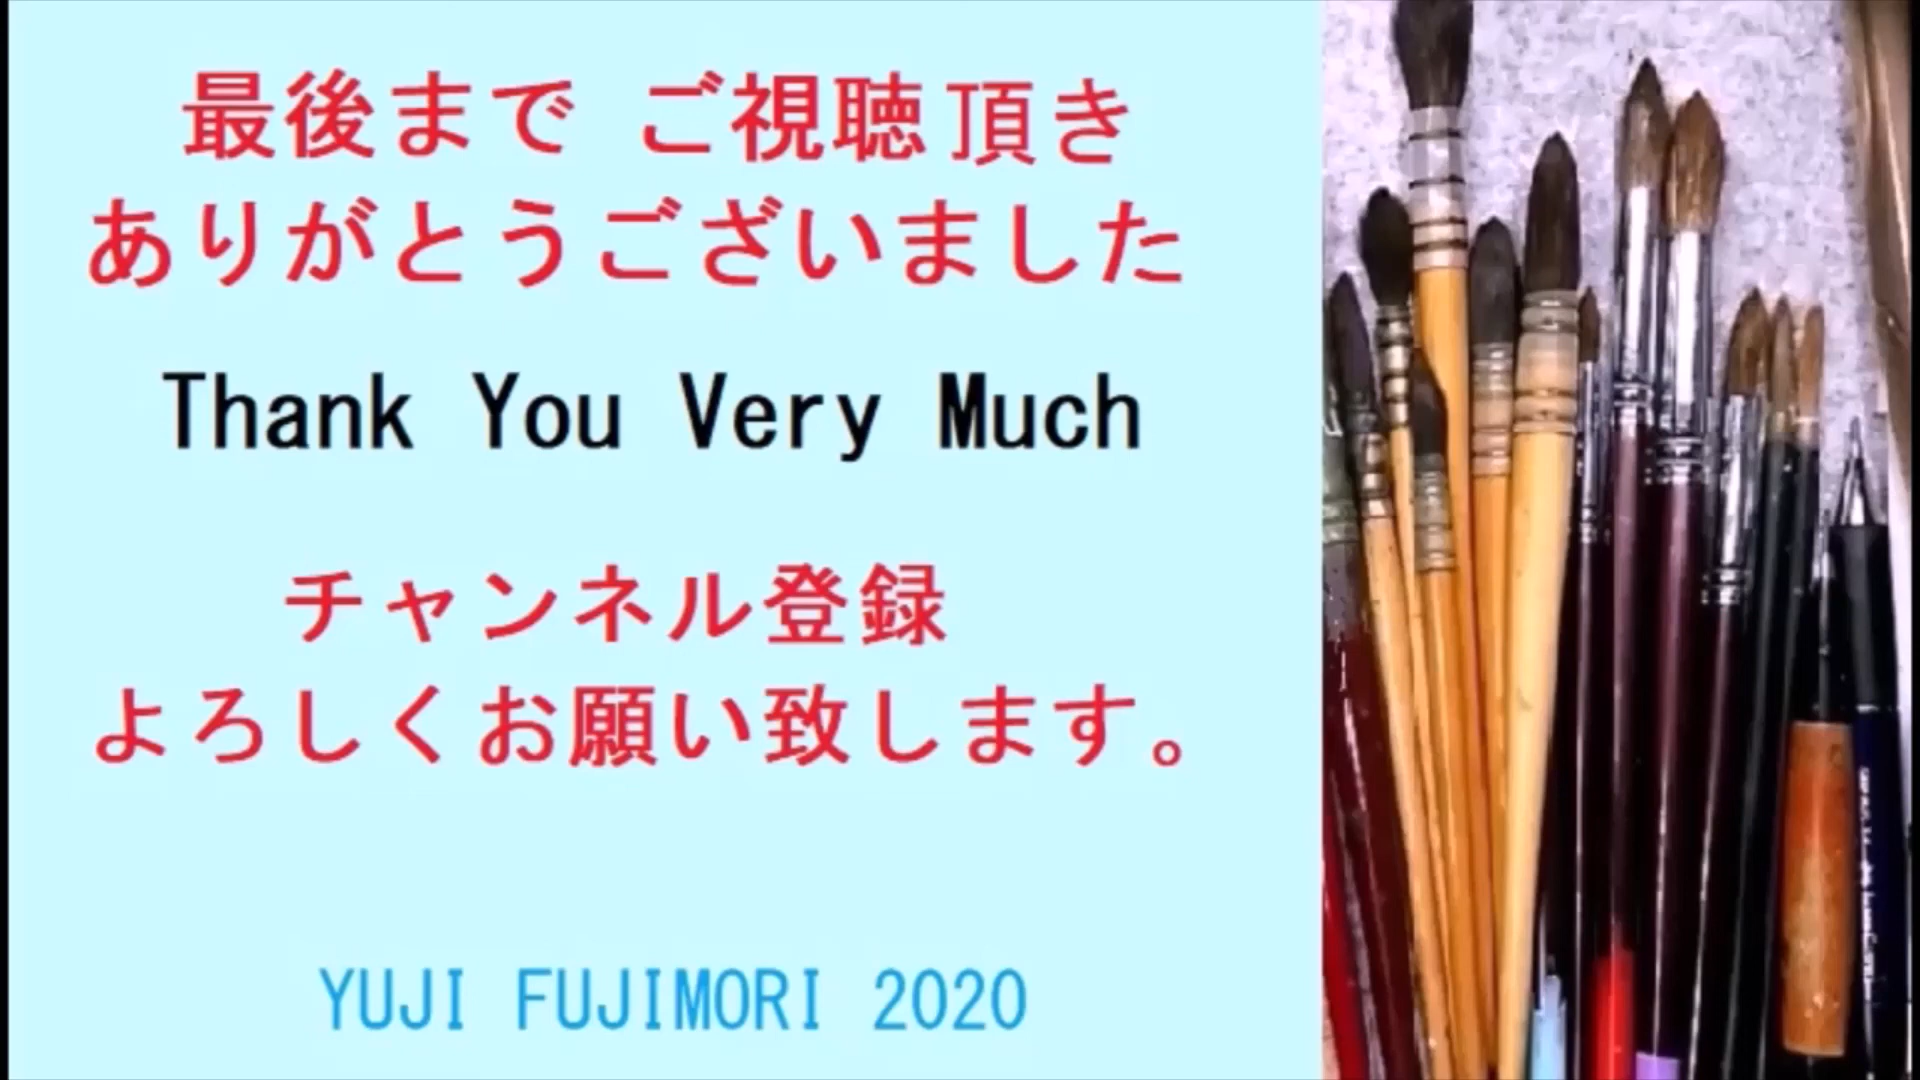 最後まで ご視聴頂き
ありがとうございました
Thank You Very Much
チャンネル登録
よろしくお願い致します。
YUJI FUJIMORI 2020